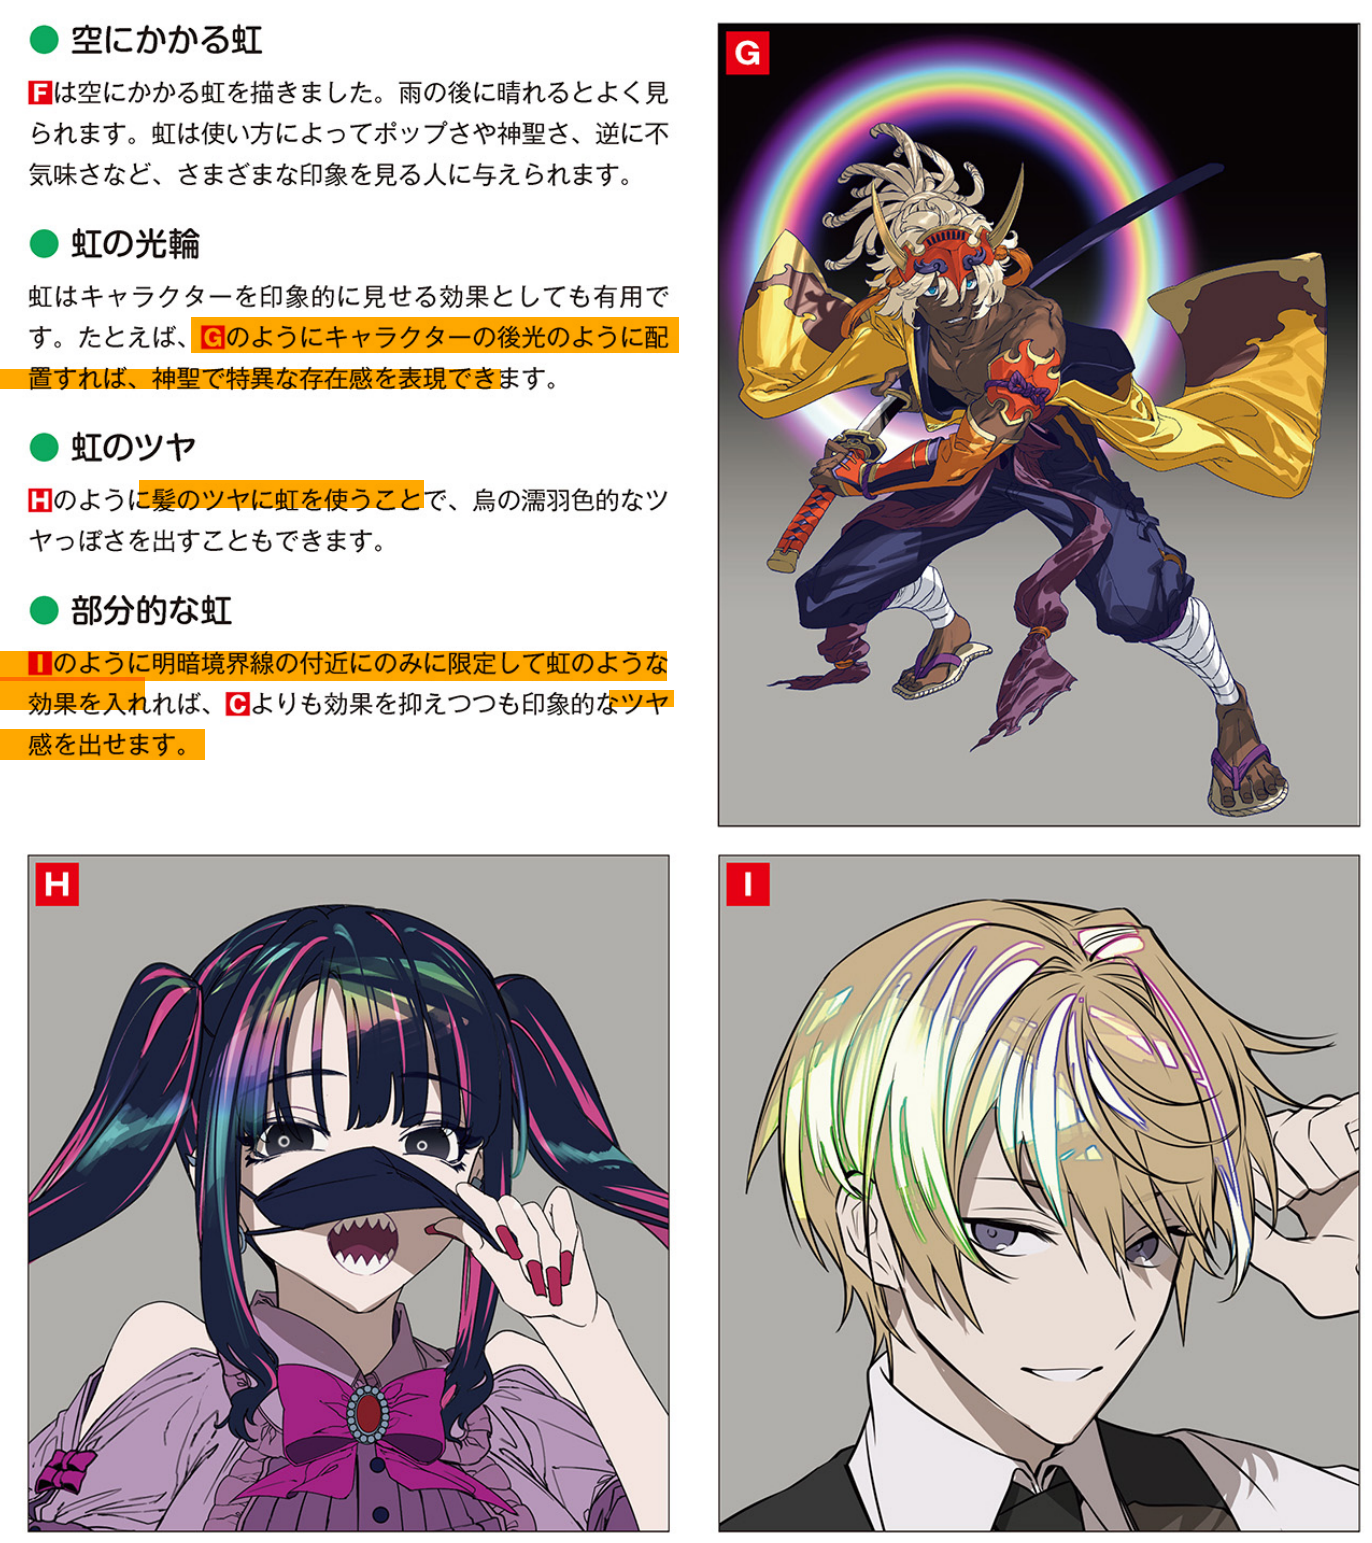 ● 空にかかる虹
Fは空にかかる虹を描きました。雨の後に晴れるとよく見
られます。虹は使い方によってポップさや神聖さ、逆に不
気味さなど、さまざまな印象を見る人に与えられます。
● 虹の光輪
虹はキャラクターを印象的に見せる効果としても有用で
す。たとえば、Gのようにキャラクターの後光のように配
置すれば、神聖で特異な存在感を表現できます。
● 虹のツヤ
Hのように髪のツヤに虹を使うことで、烏の濡羽色的なツ
ヤっぽさを出すこともできます。
● 部分的な虹
Iのように明暗境界線の付近にのみに限定して虹のような
効果を入れれば、Cよりも効果を抑えつつも印象的なツヤ
感を出せます。
G
H
I